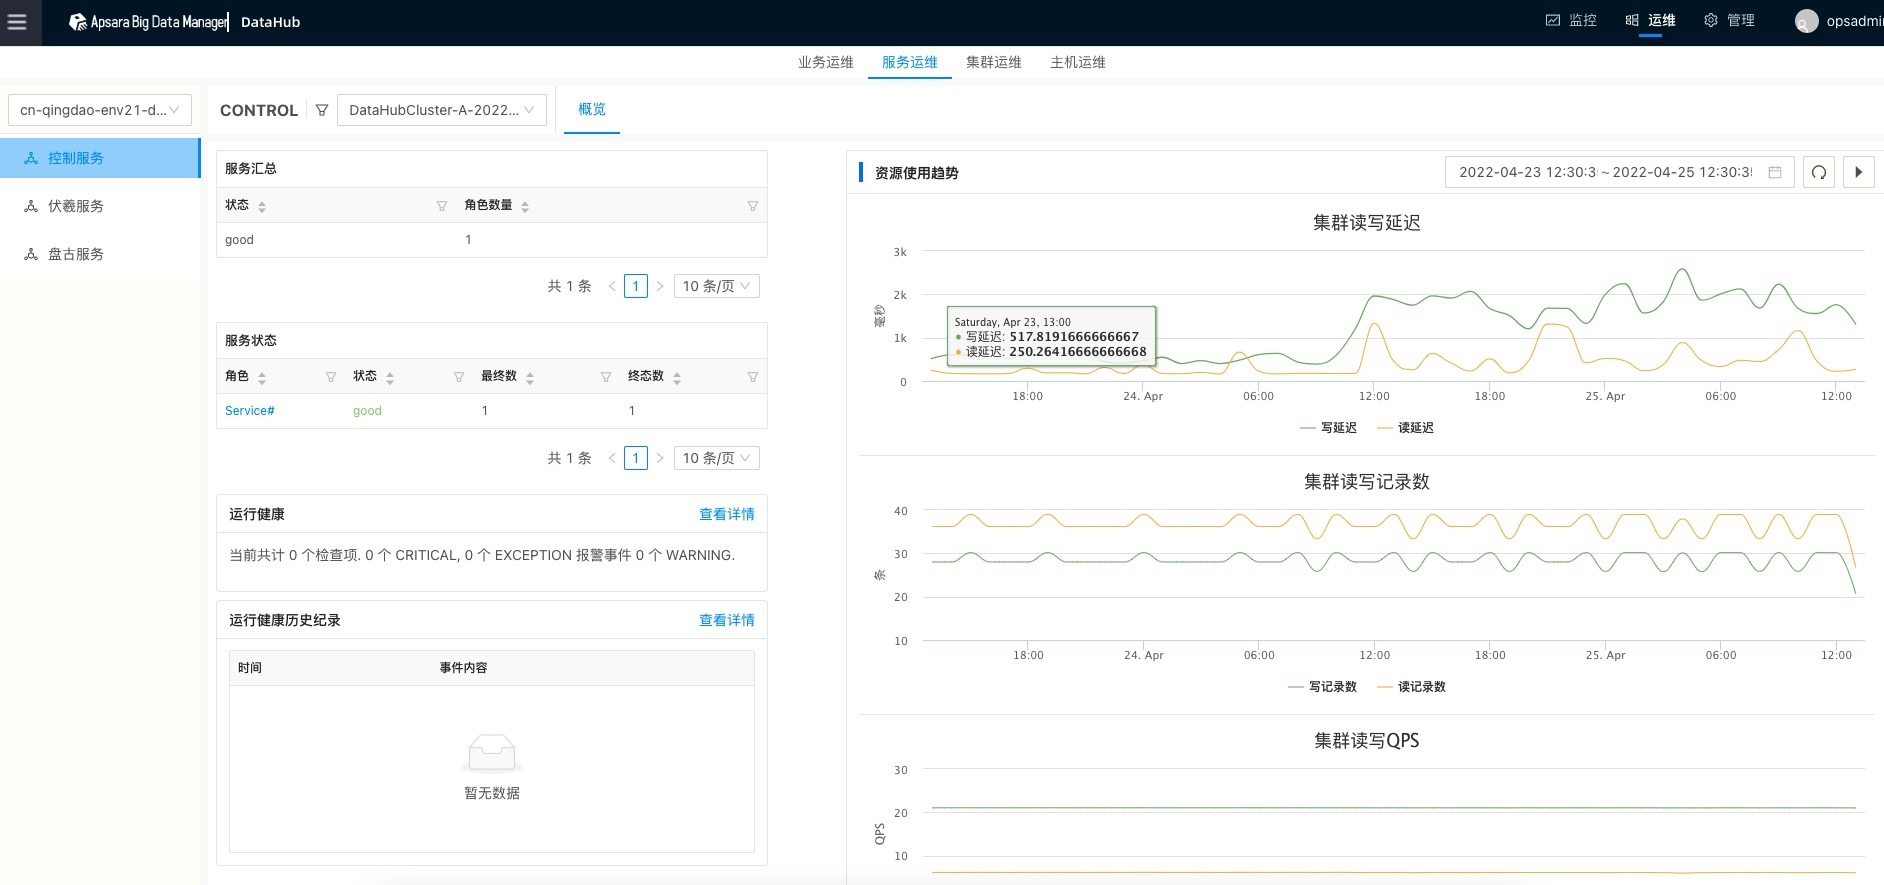 Apsara Big Data Manager DataHub 监控 运维 管理 opsadmi
业务运维 服务运维 集群运维 主机运维
cn-qingdao-env21-d...
CONTROL DataHubCluster-A-2022... 概览
控制服务
伏羲服务
盘古服务
服务汇总
状态 角色数量
good 1
共 1 条 1 10 条/页
服务状态
角色 状态 最终数 终态数
Service# good 1 1
共 1 条 1 10 条/页
运行健康 查看详情
当前共计 0 个检查项. 0 个 CRITICAL, 0 个 EXCEPTION 报警事件 0 个 WARNING.
运行健康历史纪录 查看详情
时间 事件内容
暂无数据
资源使用趋势 2022-04-23 12:30:3 ~ 2022-04-25 12:30:3
集群读写延迟
毫秒
3k
2k
1k
0
Saturday, Apr 23, 13:00
写延迟: 517.8191666666667
读延迟: 250.26416666666668
18:00 24. Apr 06:00 12:00 18:00 25. Apr 06:00 12:00
写延迟 读延迟
集群读写记录数
条
40
30
20
10
18:00 24. Apr 06:00 12:00 18:00 25. Apr 06:00 12:00
写记录数 读记录数
集群读写QPS
QPS
30
20
10